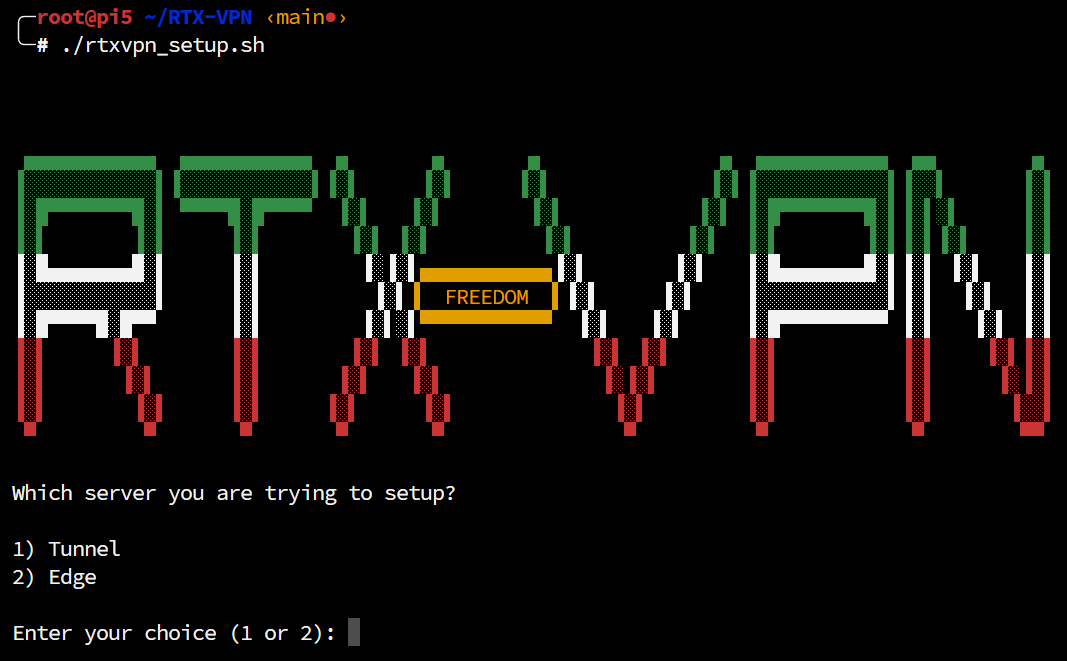 root@pi5 ~/RTX-VPN ‹main●›
# ./rtxvpn_setup.sh
RTX-VPN
FREEDOM
Which server you are trying to setup?
1) Tunnel
2) Edge
Enter your choice (1 or 2):